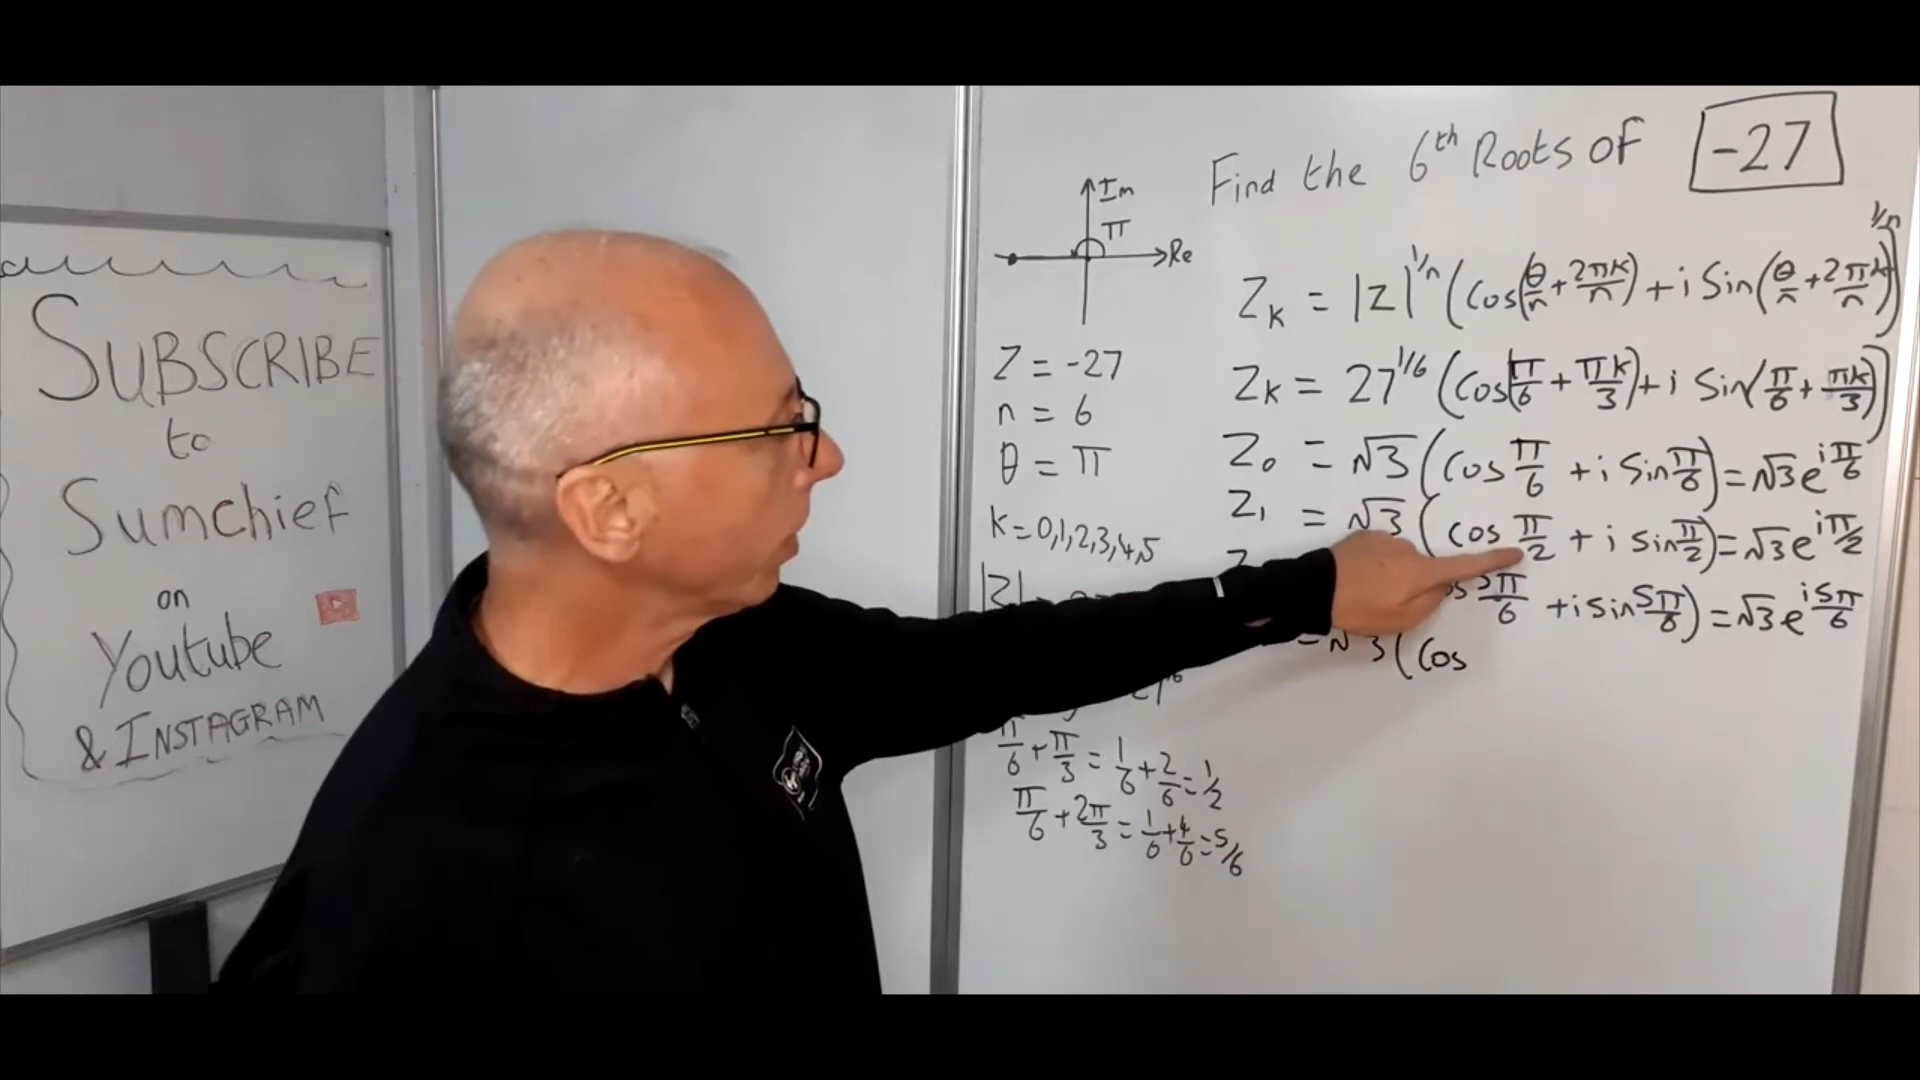 SUBSCRIBE
to
Sumchief
on
Youtube
& INSTAGRAM
Find the 6th Roots of -27
Im
π
Re
Z = -27
n = 6
θ = π
K = 0,1,2,3,4,5
|Z|
π/6 + π/3 = 1/6 + 2/6 = 1/2
π/6 + 2π/3 = 1/6 + 4/6 = 5/6
1/n
Z_K = |Z|^1/n (Cos(θ/n + 2πK/n) + i Sin(θ/n + 2πK/n))
Z_K = 27^1/6 (Cos(π/6 + πK/3) + i Sin(π/6 + πK/3))
Z_0 = √3 (Cos π/6 + i Sin π/6) = √3 e^iπ/6
Z_1 = √3 (Cos π/2 + i Sin π/2) = √3 e^iπ/2
5π/6 + i Sin 5π/6) = √3 e^i5π/6
= √3 (Cos